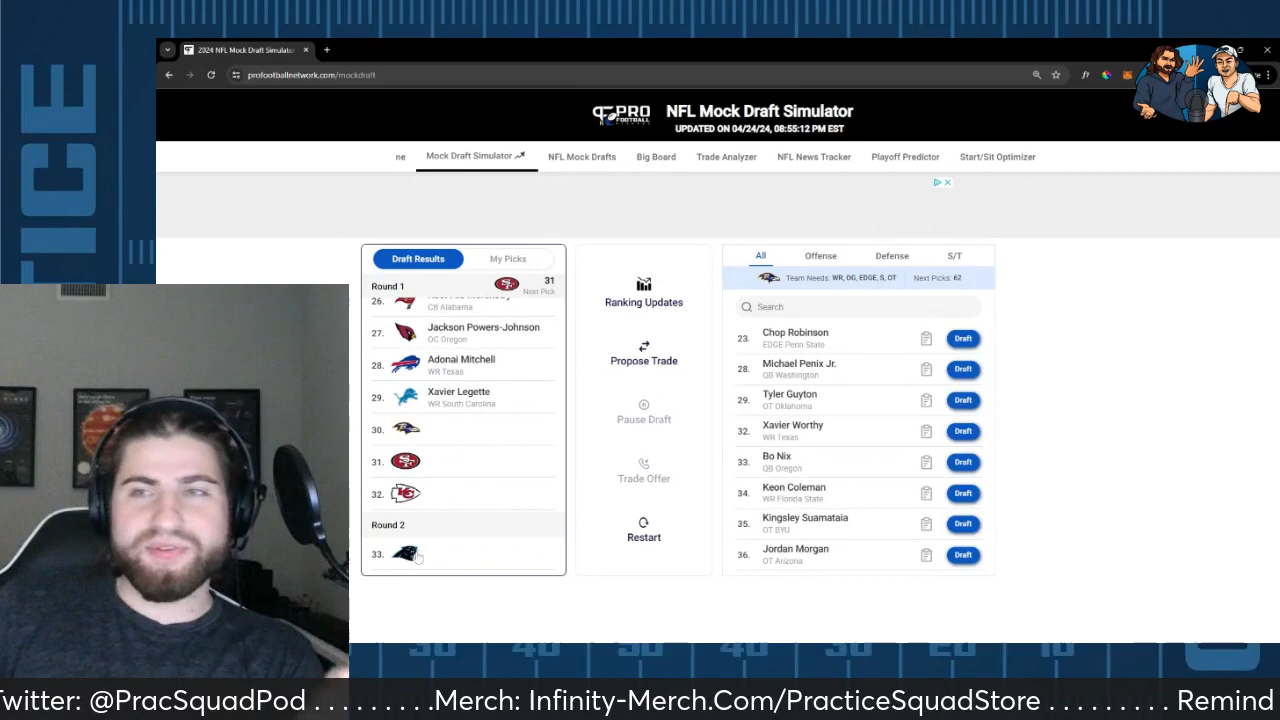 2024 NFL Mock Draft Simulato
profootballnetwork.com/mockdraft
PRO
FOOTBALL
NETWORK
NFL Mock Draft Simulator
UPDATED ON 04/24/24, 08:55:12 PM EST
ne
Mock Draft Simulator
NFL Mock Drafts
Big Board
Trade Analyzer
NFL News Tracker
Playoff Predictor
Start/Sit Optimizer
TICE
Draft Results
My Picks
Round 1
31
Next Pick
26.
CB Alabama
27.
Jackson Powers-Johnson
OC Oregon
28.
Adonai Mitchell
WR Texas
29.
Xavier Legette
WR South Carolina
30.
31.
32.
Round 2
33.
Ranking Updates
Propose Trade
Pause Draft
Trade Offer
Restart
All
Offense
Defense
S/T
Team Needs: WR, OG, EDGE, S, OT
Next Picks: 62
Search
23.
Chop Robinson
EDGE Penn State
Draft
28.
Michael Penix Jr.
QB Washington
Draft
29.
Tyler Guyton
OT Oklahoma
Draft
32.
Xavier Worthy
WR Texas
Draft
33.
Bo Nix
QB Oregon
Draft
34.
Keon Coleman
WR Florida State
Draft
35.
Kingsley Suamataia
OT BYU
Draft
36.
Jordan Morgan
OT Arizona
Draft
Twitter: @PracSquadPod . . . . . . . . .Merch: Infinity-Merch.Com/PracticeSquadStore . . . . . . . . . Remind